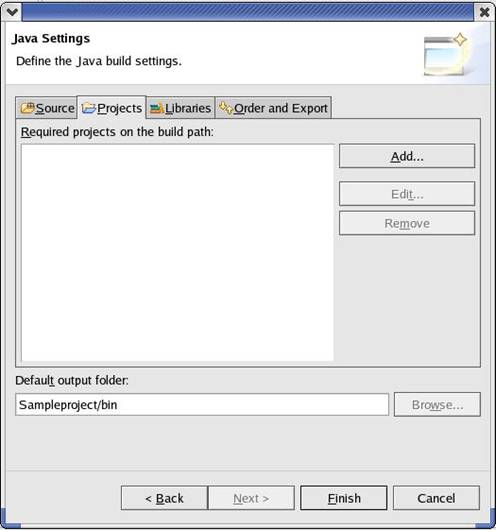 Java Settings
Define the Java build settings.
Source Projects Libraries Order and Export
Required projects on the build path:
Add...
Edit...
Remove
Default output folder:
Sampleproject/bin
Browse...
< Back Next > Finish Cancel